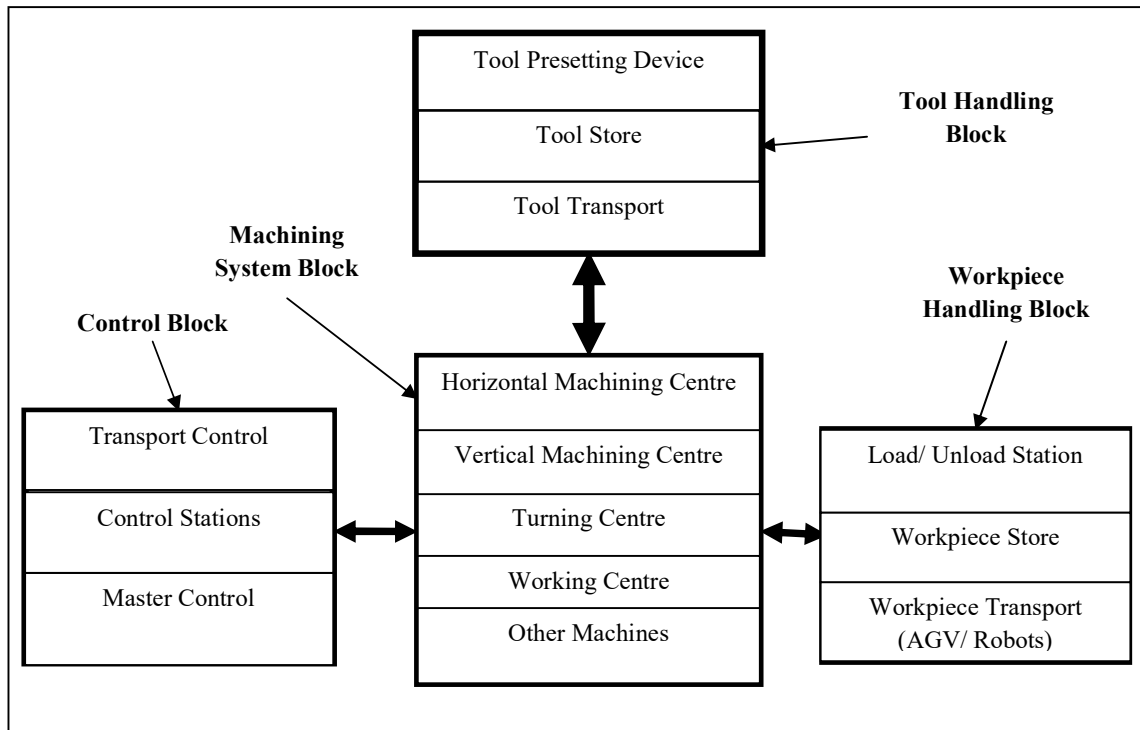 Tool Presetting Device
Tool Store
Tool Transport
Tool Handling
Block
Machining
System Block
Control Block
Workpiece
Handling Block
Transport Control
Control Stations
Master Control
Horizontal Machining Centre
Vertical Machining Centre
Turning Centre
Working Centre
Other Machines
Load/ Unload Station
Workpiece Store
Workpiece Transport
(AGV/ Robots)